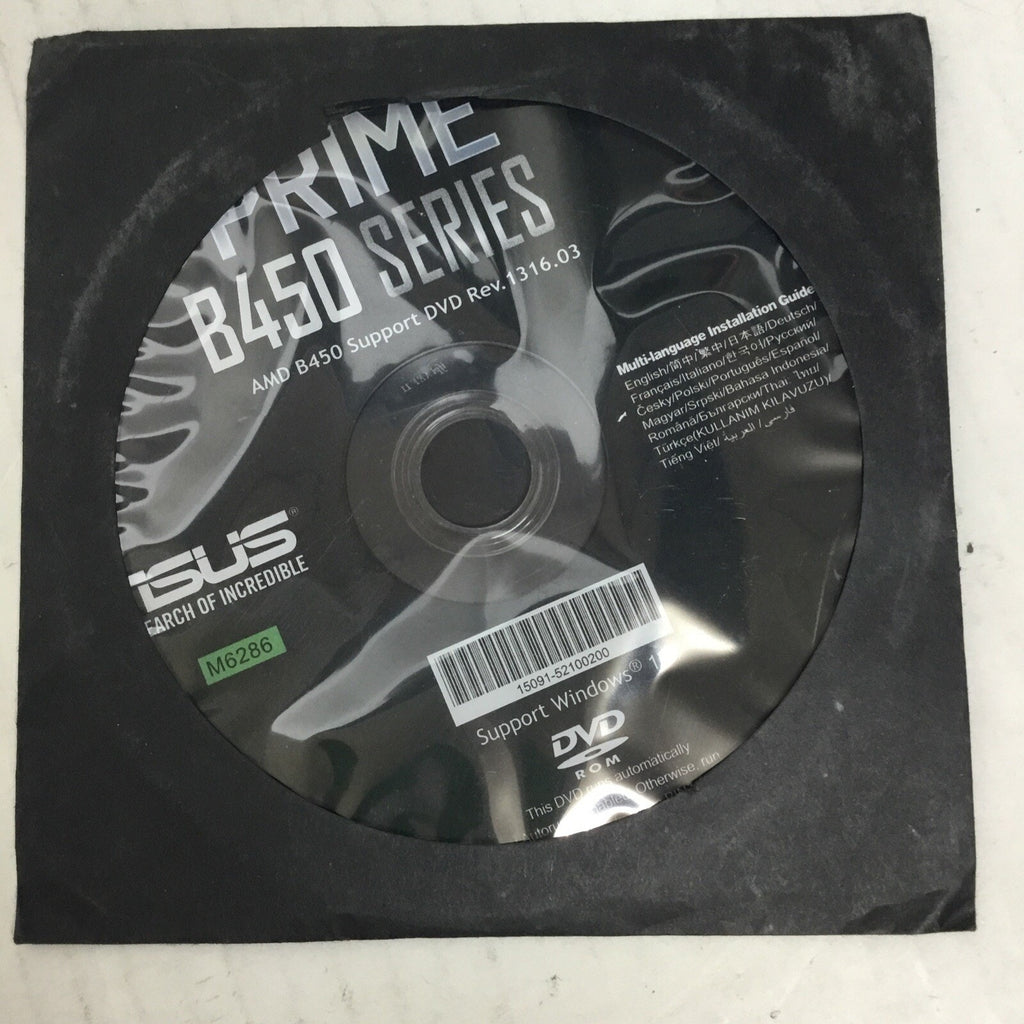 PRIME
B450 SERIES
AMD B450 Support DVD Rev.1316.03
Multi-language Installation Guide
English/简中/繁中/日本語/Deutsch/
Français/Italiano/한국어/Русский/
Česky/Polski/Português/Español/
Magyar/Srpski/Bahasa Indonesia/
Română/Български/Thai ไทย/
Türkçe(KULLANIM KILAVUZU)/
Tiếng Việt/ العربية / فارسی
ISUS®
EARCH OF INCREDIBLE
M6286
15091-52100200
Support Windows® 1
DVD
ROM
This DVD automatically
Otherwise, run